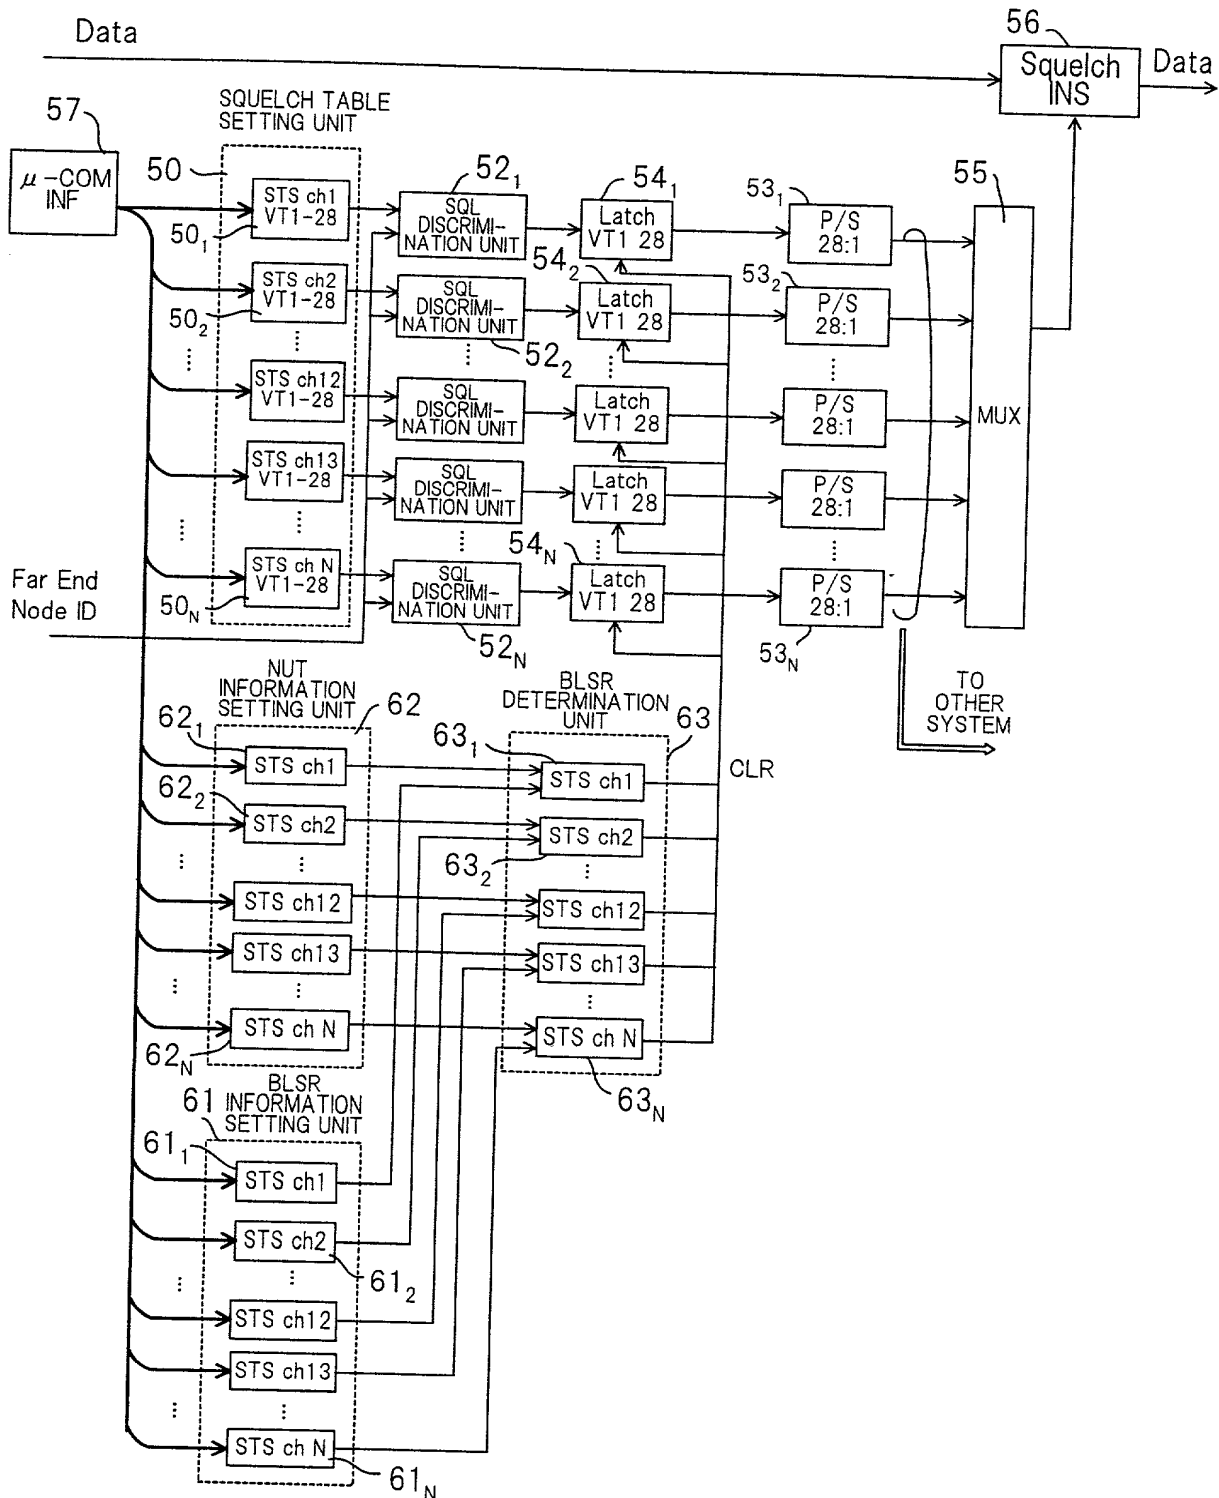 Data
56
Squelch
INS
Data
57
μ-COM
INF
SQUELCH TABLE
SETTING UNIT
50
STS ch1
VT1-28
50₁
52₁
SQL
DISCRIMI-
NATION UNIT
54₁
Latch
VT1 28
53₁
P/S
28:1
55
STS ch2
VT1-28
50₂
SQL
DISCRIMI-
NATION UNIT
52₂
54₂
Latch
VT1 28
53₂
P/S
28:1
STS ch12
VT1-28
SQL
DISCRIMI-
NATION UNIT
Latch
VT1 28
P/S
28:1
MUX
STS ch13
VT1-28
SQL
DISCRIMI-
NATION UNIT
Latch
VT1 28
P/S
28:1
STS ch N
VT1-28
50N
SQL
DISCRIMI-
NATION UNIT
52N
54N
Latch
VT1 28
P/S
28:1
53N
Far End
Node ID
TO
OTHER
SYSTEM
NUT
INFORMATION
SETTING UNIT
62
62₁
STS ch1
62₂
STS ch2
STS ch12
STS ch13
STS ch N
62N
BLSR
DETERMINATION
UNIT
63
63₁
STS ch1
STS ch2
63₂
STS ch12
STS ch13
STS ch N
63N
CLR
BLSR
INFORMATION
SETTING UNIT
61
61₁
STS ch1
STS ch2
61₂
STS ch12
STS ch13
STS ch N
61N